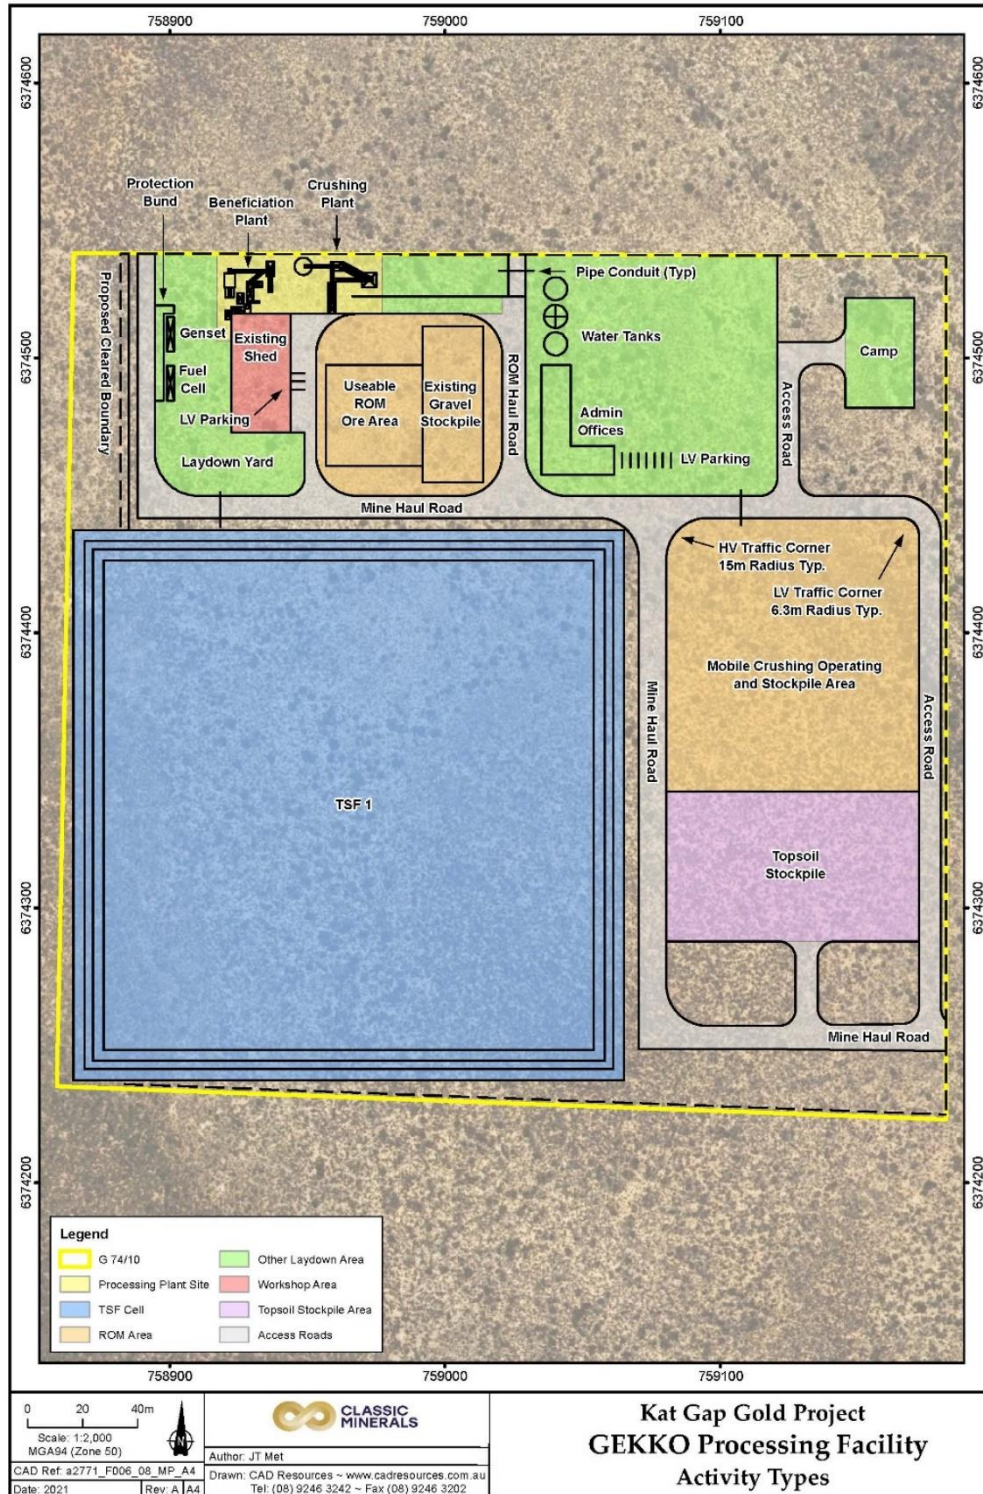 758900
759000
759100
6374600
6374600
Protection
Bund
Beneficiation
Plant
Crushing
Plant
Pipe Conduit (Typ)
Proposed Cleared Boundary
Genset
Existing
Shed
Water Tanks
6374500
6374500
Fuel
Cell
Useable
ROM
Ore Area
Existing
Gravel
Stockpile
ROM Haul Road
Camp
Access Road
LV Parking
Admin
Offices
Laydown Yard
LV Parking
Mine Haul Road
HV Traffic Corner
15m Radius Typ.
LV Traffic Corner
6.3m Radius Typ.
6374400
6374400
Mobile Crushing Operating
and Stockpile Area
Mine Haul Road
Access Road
TSF 1
Topsoil
Stockpile
6374300
6374300
Mine Haul Road
6374200
6374200
Legend
G 74/10
Processing Plant Site
TSF Cell
ROM Area
Other Laydown Area
Workshop Area
Topsoil Stockpile Area
Access Roads
758900
759000
759100
0 20 40m
Scale: 1:2,000
MGA94 (Zone 50)
N
CAD Ref: a2771_F006_08_MP_A4
Date: 2021
Rev: A
A4
CLASSIC
MINERALS
Author: JT Met
Drawn: CAD Resources ~ www.cadresources.com.au
Tel: (08) 9246 3242 ~ Fax (08) 9246 3202
Kat Gap Gold Project
GEKKO Processing Facility
Activity Types